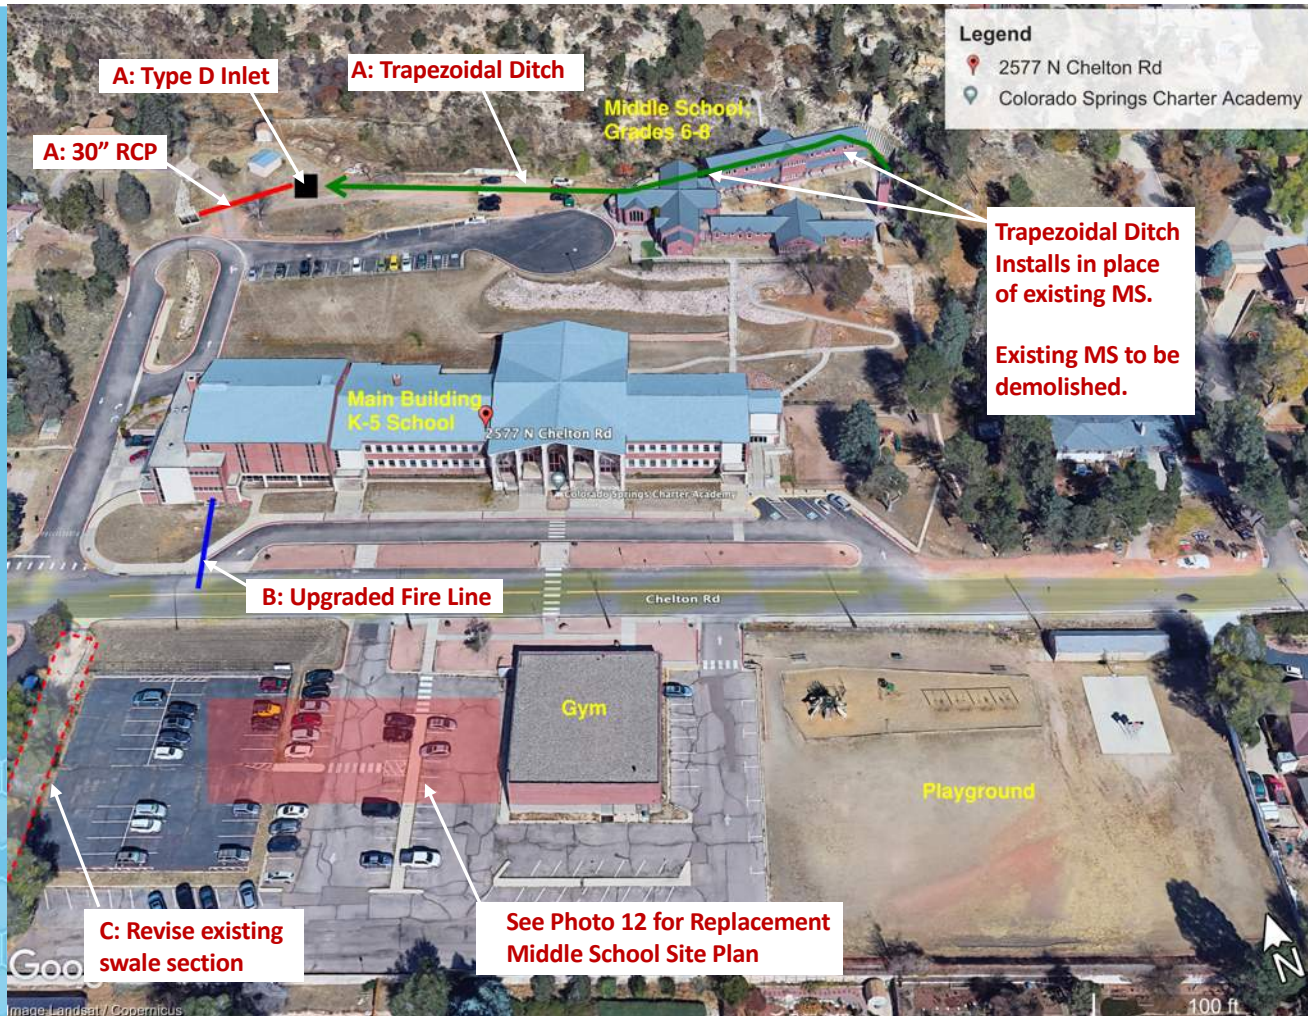 Legend
2577 N Chelton Rd
Colorado Springs Charter Academy
A: Type D Inlet
A: Trapezoidal Ditch
Middle School;
Grades 6-8
A: 30” RCP
Trapezoidal Ditch
Installs in place
of existing MS.
Existing MS to be
demolished.
Main Building
K-5 School
2577 N Chelton Rd
Colorado Springs Charter Academy
B: Upgraded Fire Line
Chelton Rd
Gym
Playground
C: Revise existing
swale section
See Photo 12 for Replacement
Middle School Site Plan
Goo
N
Image Landsat / Copernicus
100 ft